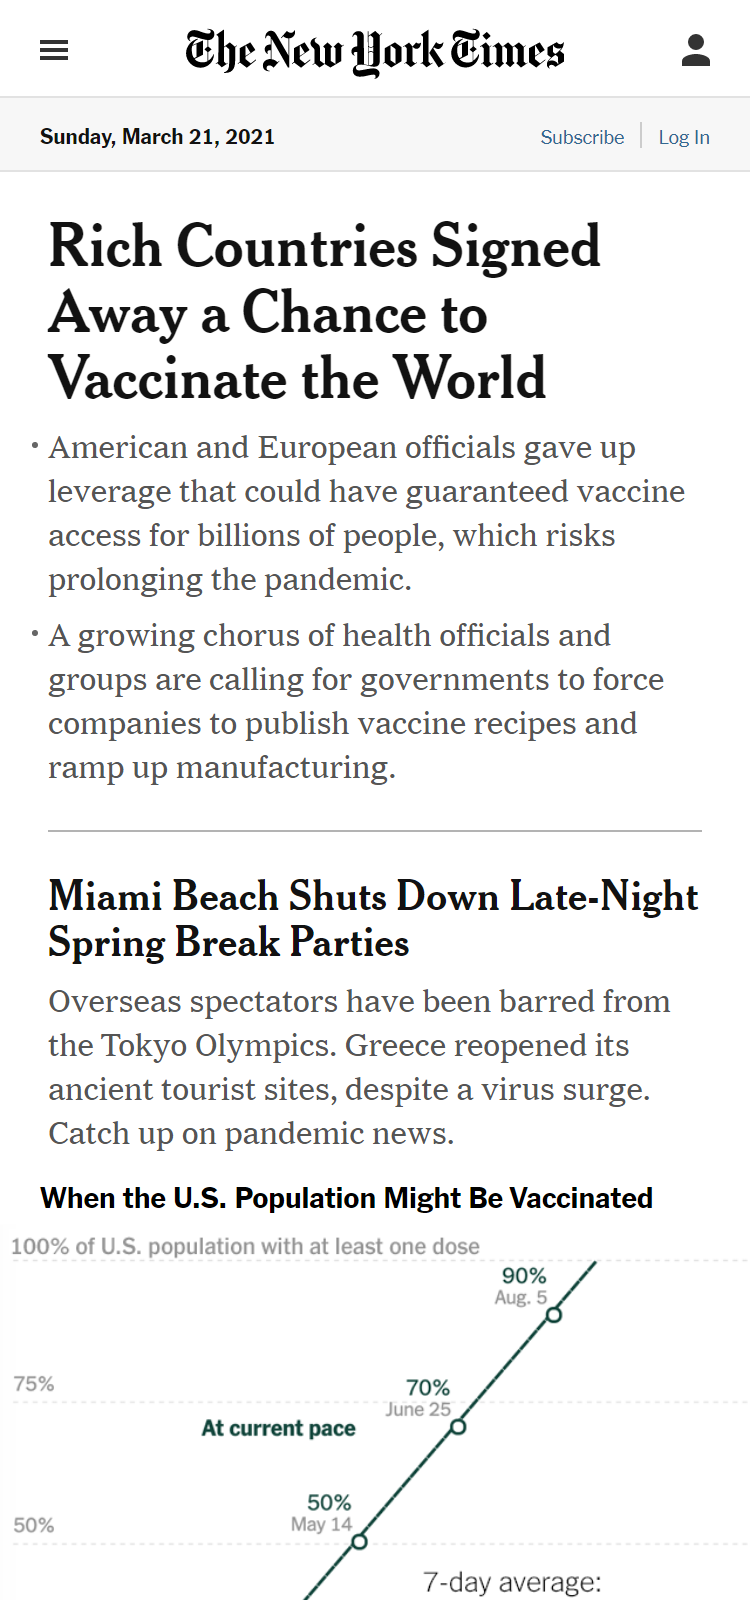 The New York Times
Sunday, March 21, 2021
Subscribe
Log In
Rich Countries Signed
Away a Chance to
Vaccinate the World
• American and European officials gave up
leverage that could have guaranteed vaccine
access for billions of people, which risks
prolonging the pandemic.
• A growing chorus of health officials and
groups are calling for governments to force
companies to publish vaccine recipes and
ramp up manufacturing.
Miami Beach Shuts Down Late-Night
Spring Break Parties
Overseas spectators have been barred from
the Tokyo Olympics. Greece reopened its
ancient tourist sites, despite a virus surge.
Catch up on pandemic news.
When the U.S. Population Might Be Vaccinated
100% of U.S. population with at least one dose
90%
Aug. 5
75%
70%
June 25
At current pace
50%
May 14
50%
7-day average: